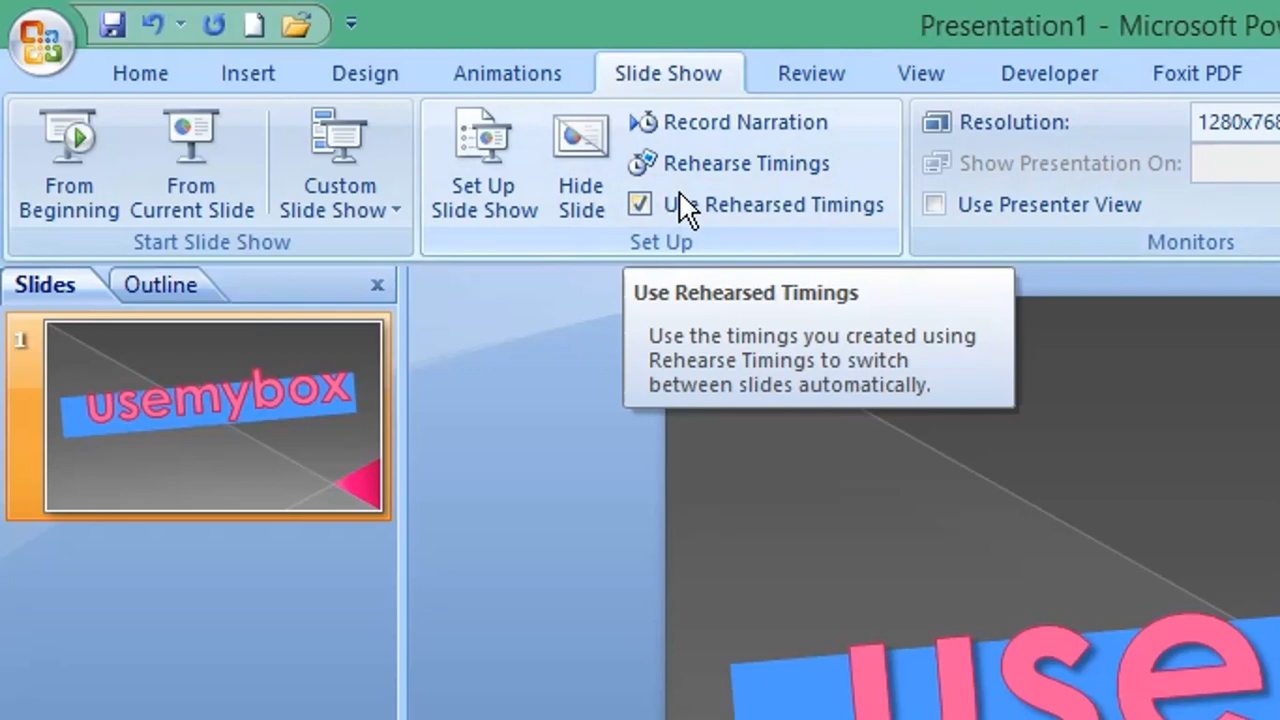 Presentation1 - Microsoft Po
Home Insert Design Animations Slide Show Review View Developer Foxit PDF
From Beginning
From Current Slide
Custom Slide Show
Start Slide Show
Set Up Slide Show
Hide Slide
Record Narration
Rehearse Timings
Use Rehearsed Timings
Set Up
Resolution: 1280x768
Show Presentation On:
Use Presenter View
Monitors
Slides Outline x
1
usemybox
Use Rehearsed Timings
Use the timings you created using
Rehearse Timings to switch
between slides automatically.
use